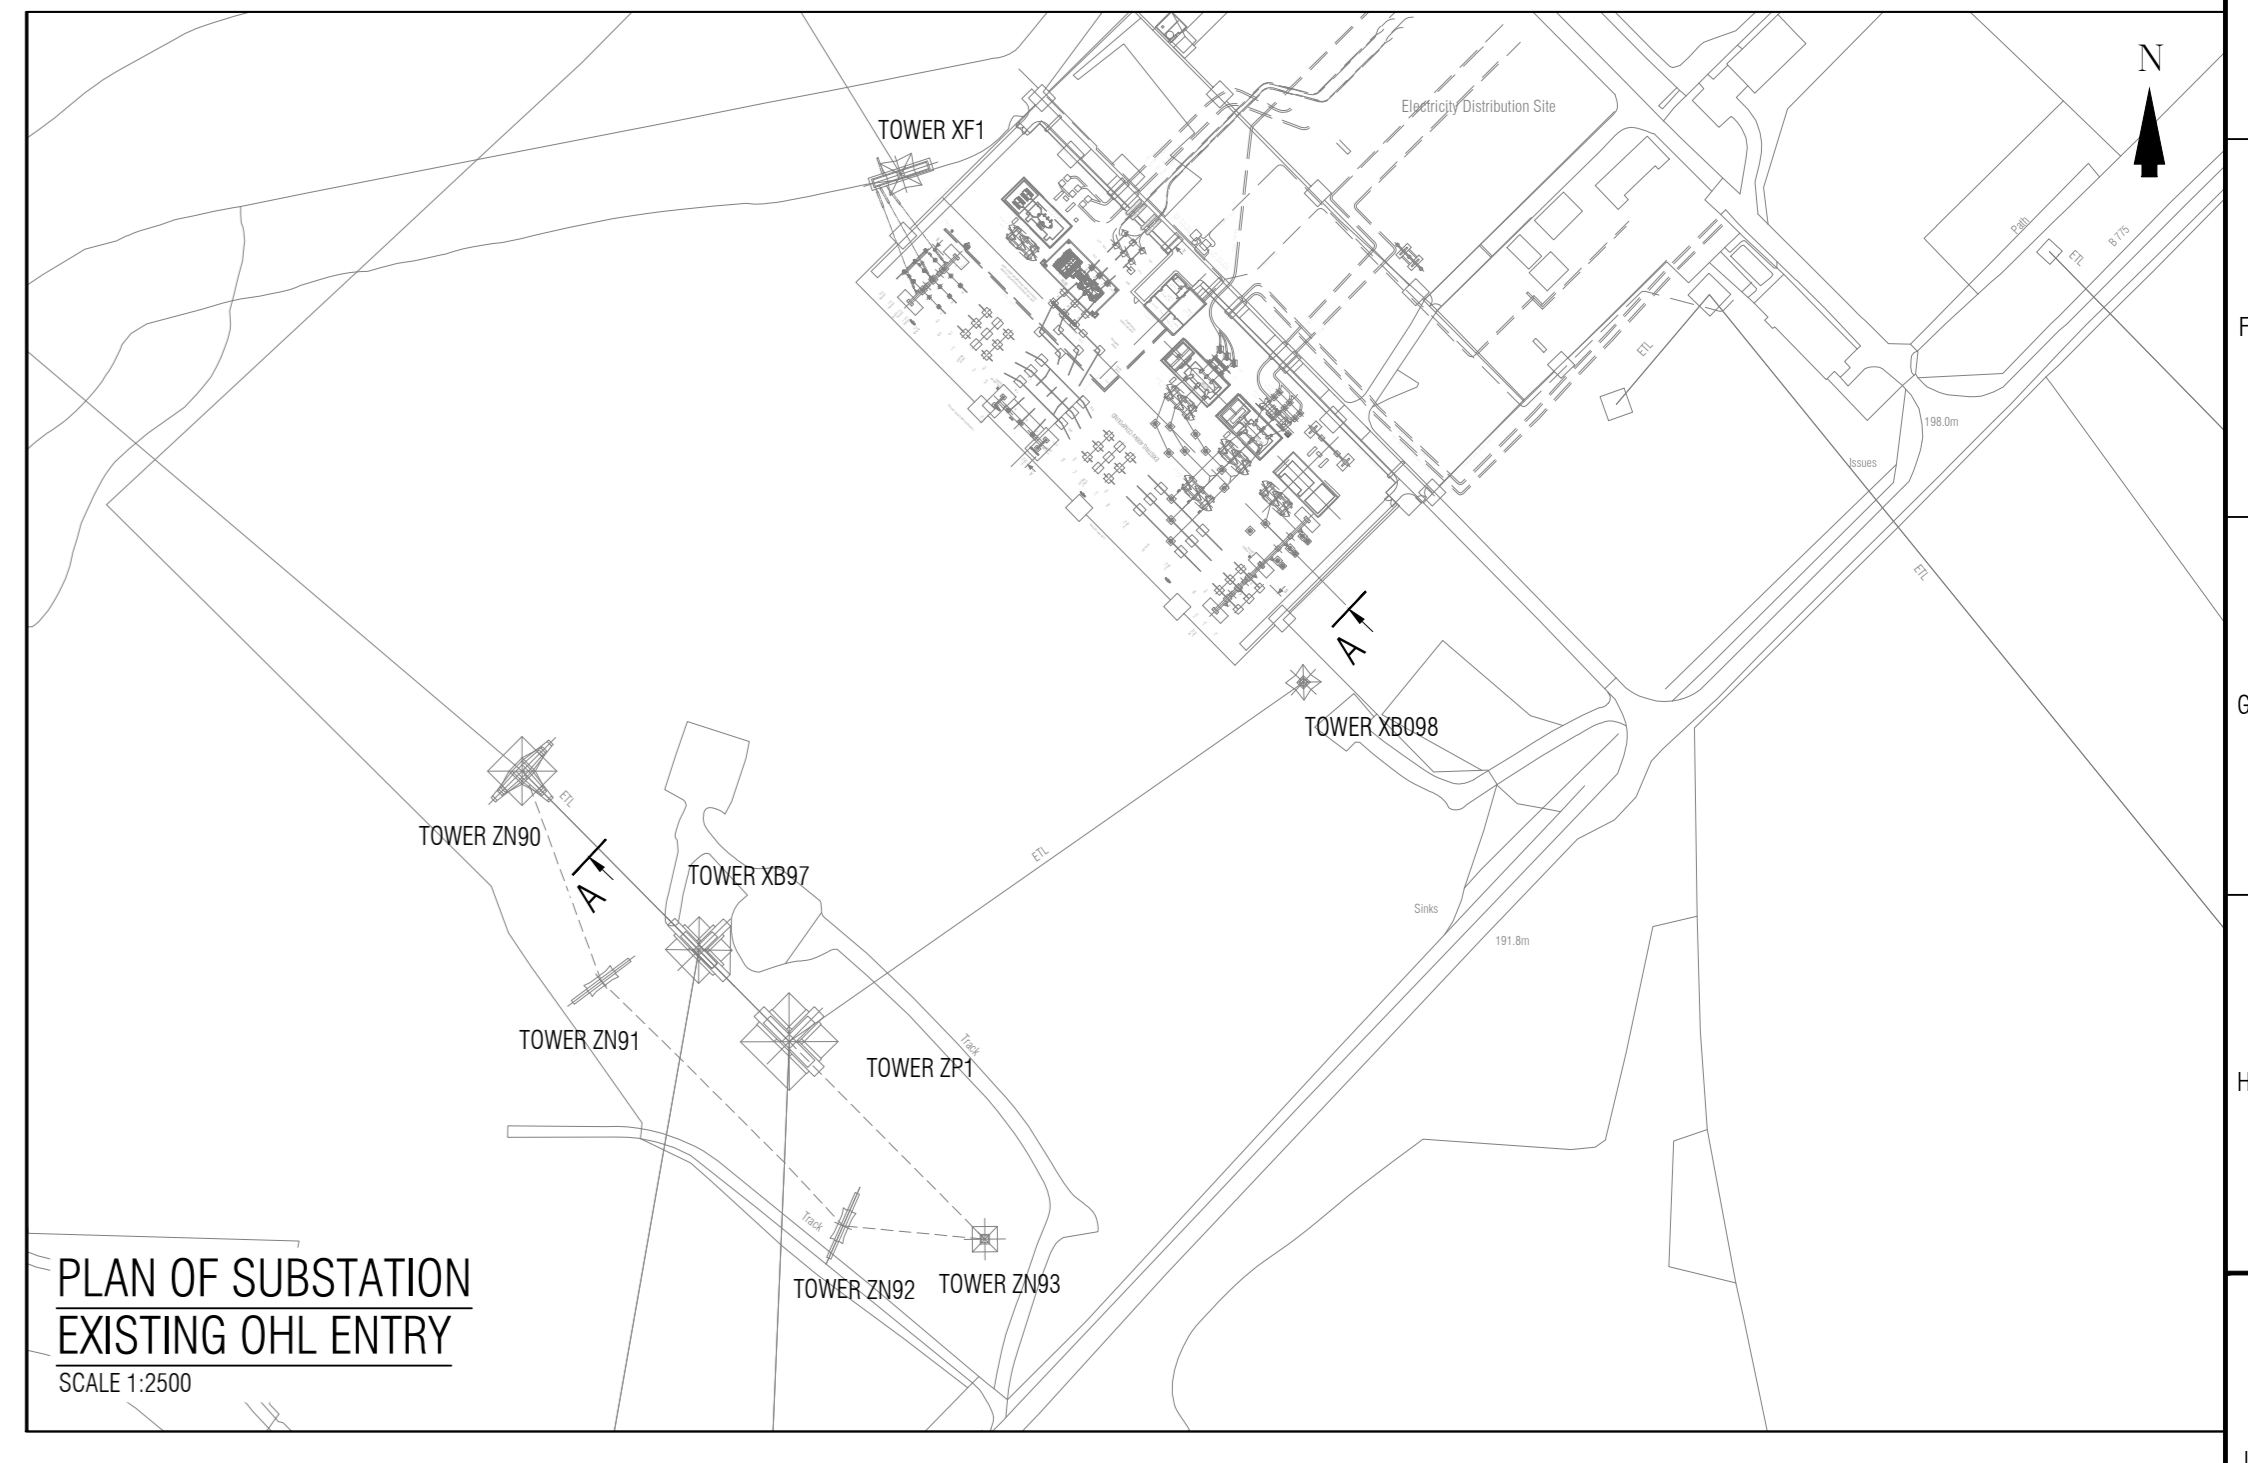 N
Electricity Distribution Site
TOWER XF1
Path
B 775
ETL
F
ETL
198.0m
Issues
ETL
A
G
TOWER XB098
ETL
TOWER ZN90
A
TOWER XB97
ETL
Sinks
191.8m
TOWER ZN91
Track
TOWER ZP1
H
Track
TOWER ZN92
TOWER ZN93
PLAN OF SUBSTATION
EXISTING OHL ENTRY
SCALE 1:2500